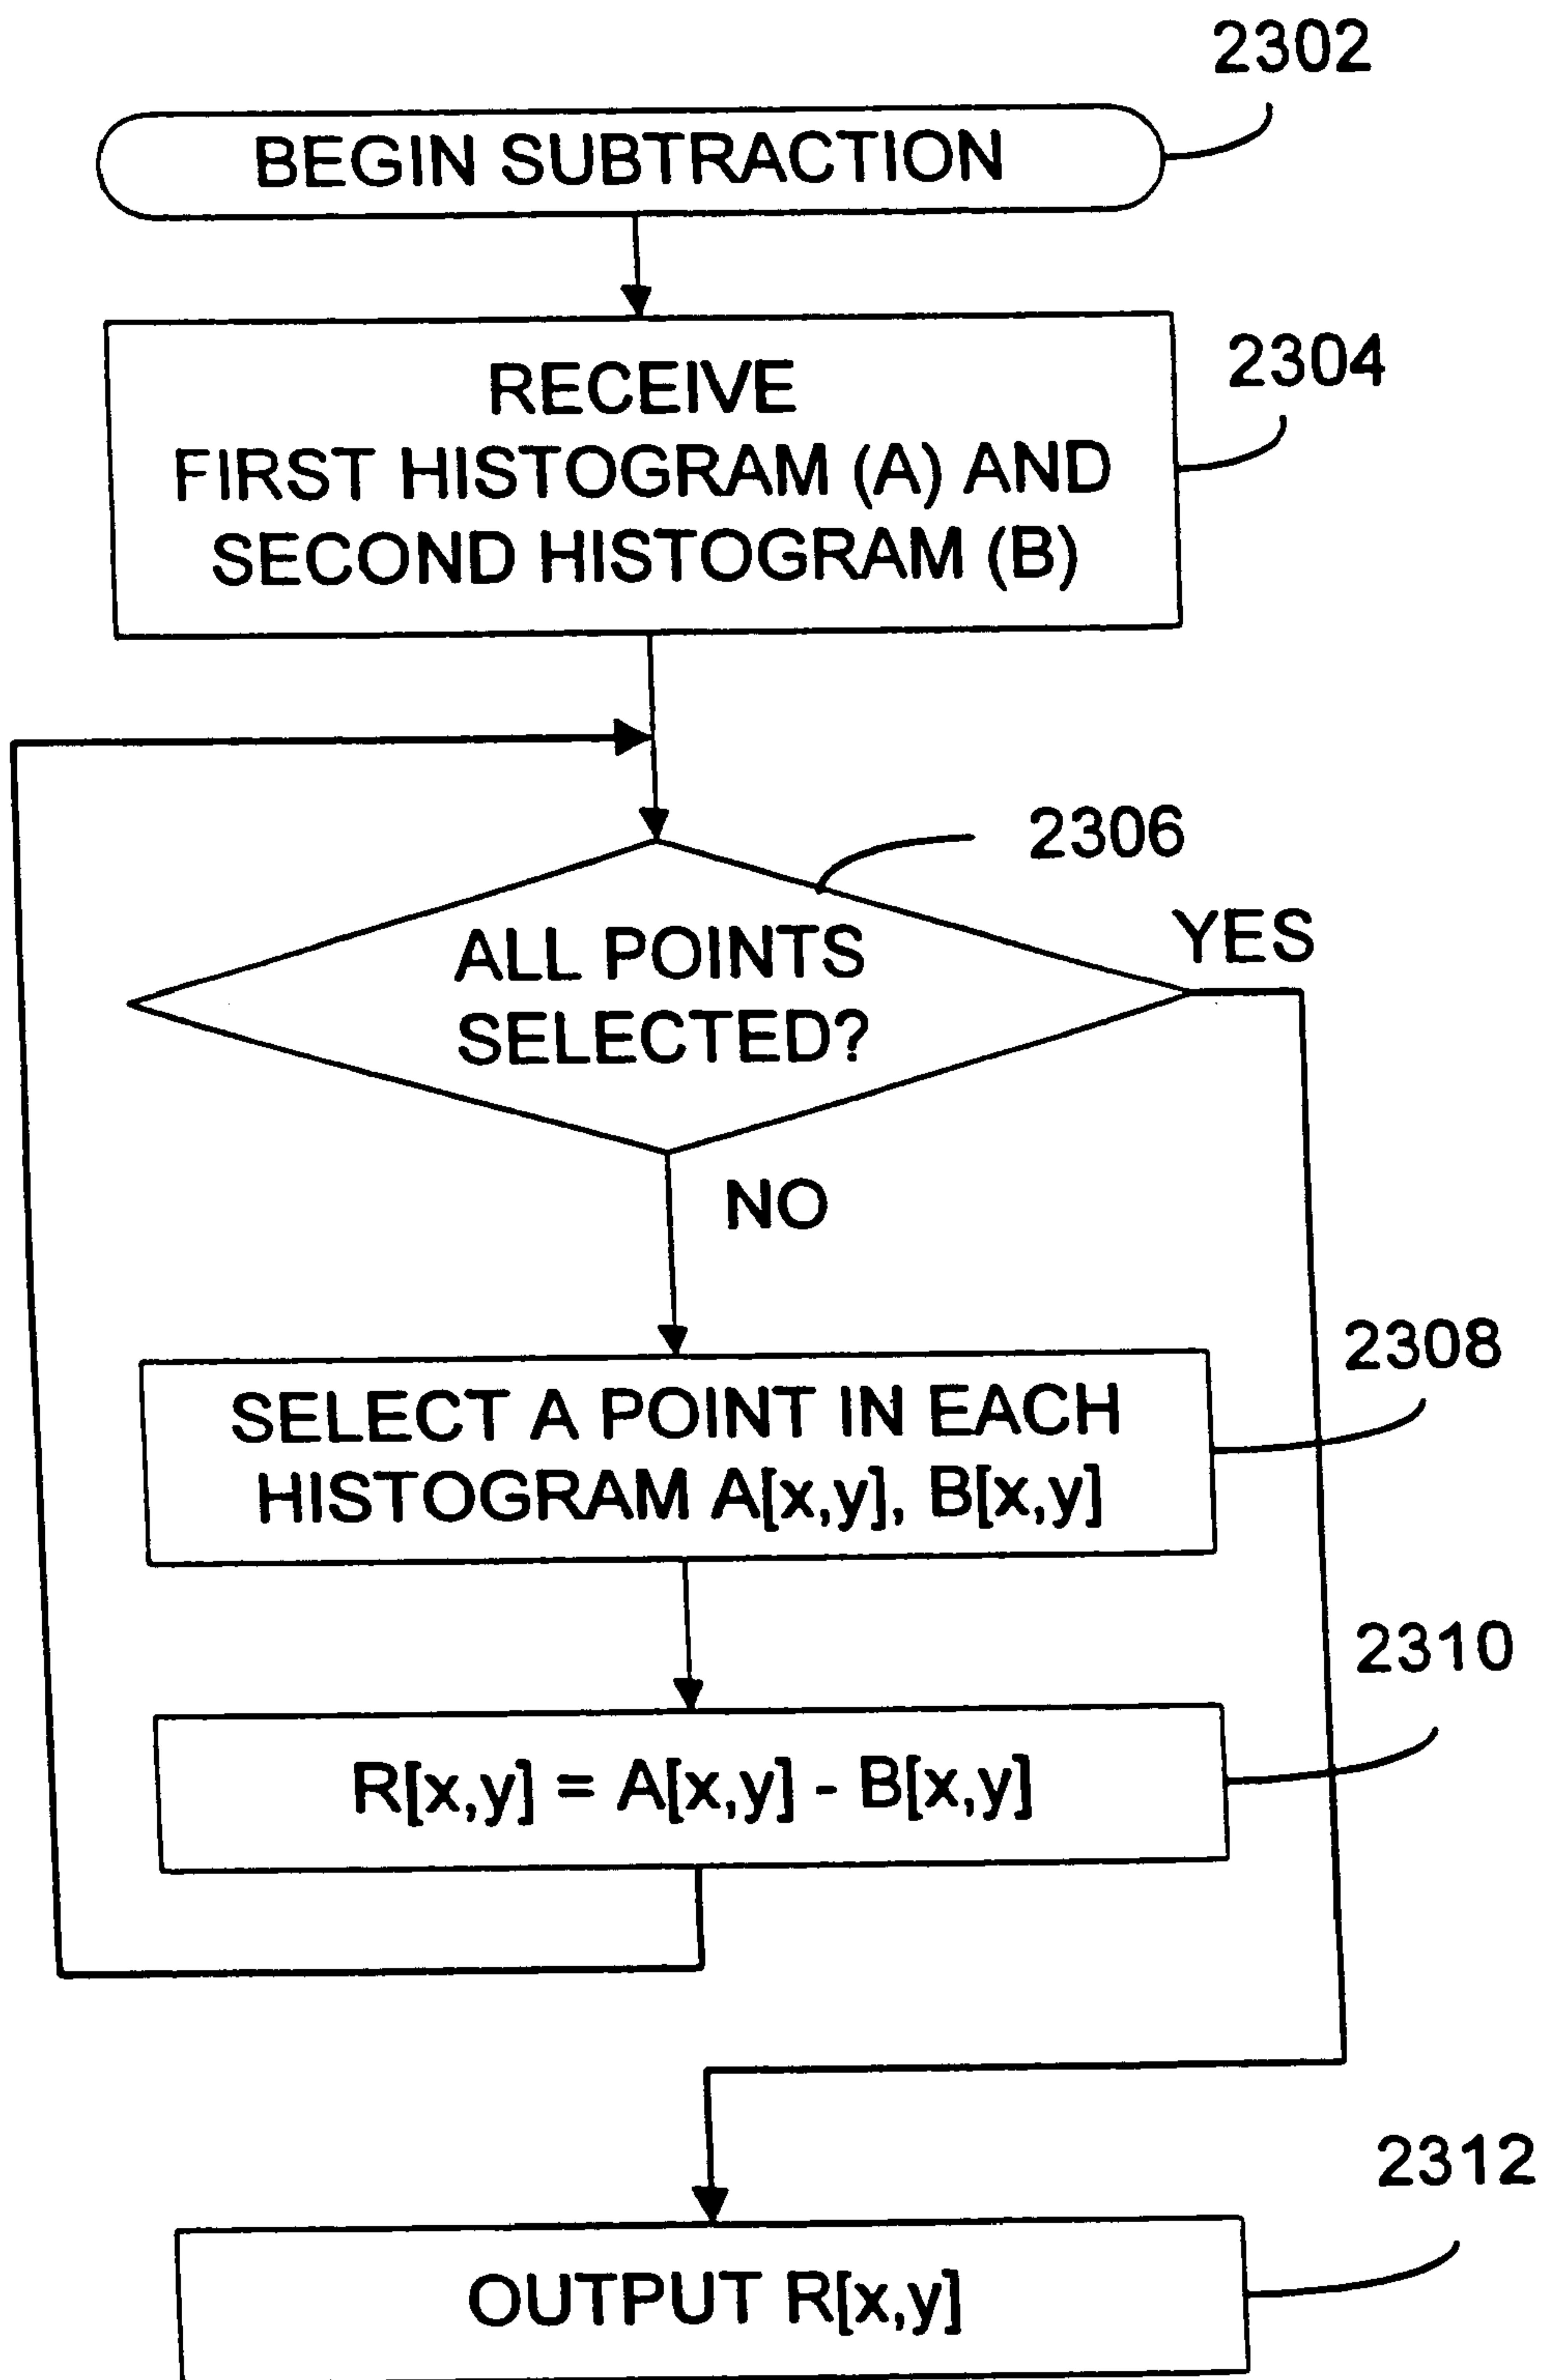 2302
BEGIN SUBTRACTION
2304
RECEIVE
FIRST HISTOGRAM (A) AND
SECOND HISTOGRAM (B)
2306
YES
ALL POINTS
SELECTED?
NO
2308
SELECT A POINT IN EACH
HISTOGRAM A[x,y], B[x,y]
2310
R[x,y] = A[x,y] - B[x,y]
2312
OUTPUT R[x,y]